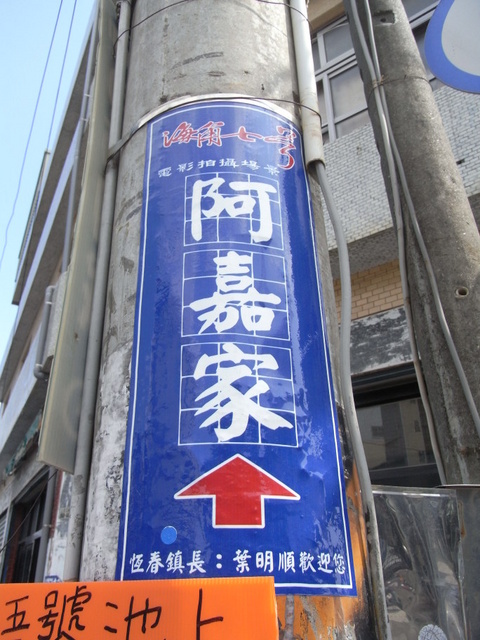 海角七号
電影拍攝場景
阿
嘉
家
恆春鎮長：葉明順歡迎您
五號池上